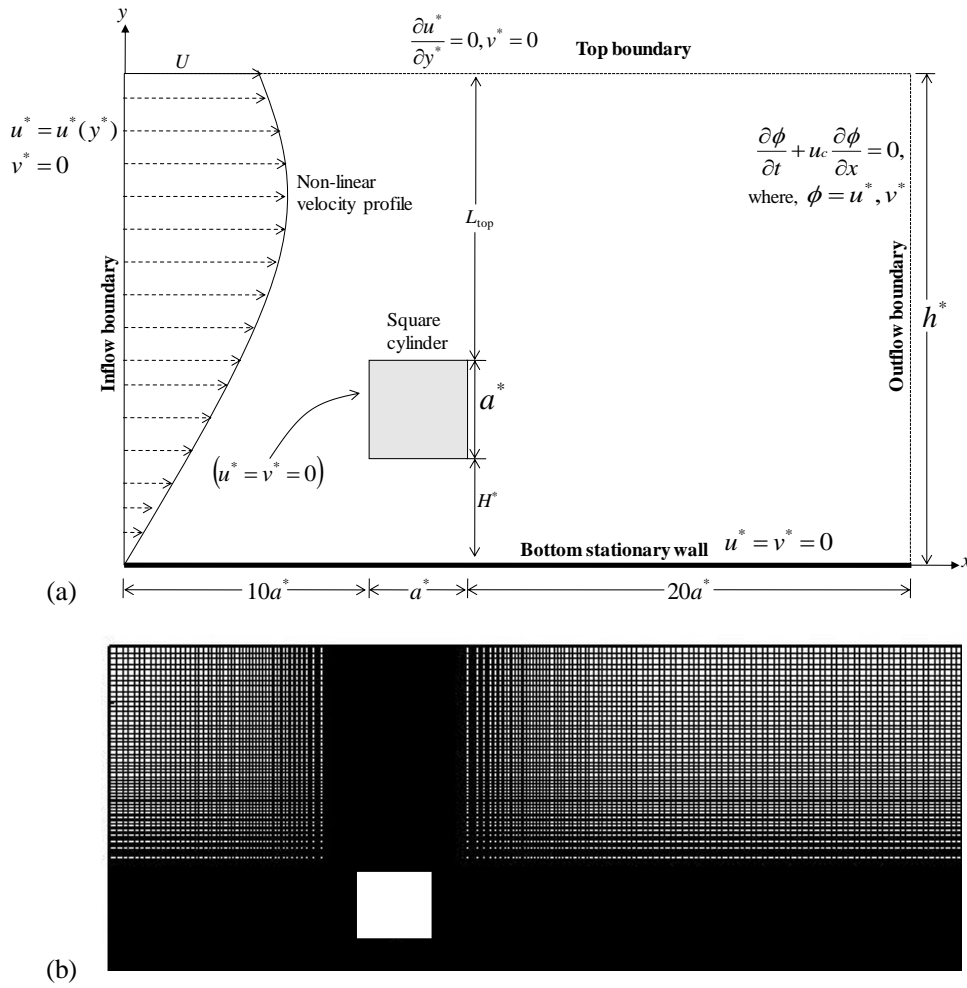 y
∂u*/∂y* = 0, v* = 0
Top boundary
U
u* = u*(y*)
v* = 0
∂ϕ/∂t + u_c ∂ϕ/∂x = 0,
where, ϕ = u*, v*
Non-linear
velocity profile
L_top
Inflow boundary
Outflow boundary
h*
Square
cylinder
a*
(u* = v* = 0)
H*
Bottom stationary wall u* = v* = 0
x
(a)
10a* a* 20a*
(b)